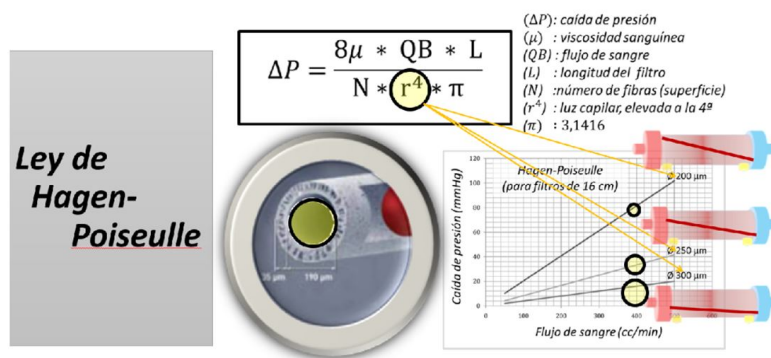 Ley de
Hagen-
Poiseulle
ΔP = 8μ * QB * L / N * r⁴ * π
(ΔP): caída de presión
(μ) : viscosidad sanguínea
(QB) : flujo de sangre
(L) : longitud del filtro
(N) :número de fibras (superficie)
(r⁴) : luz capilar, elevada a la 4ª
(π) : 3,1416
35 μm
190 μm
Hagen-Poiseulle
(para filtros de 16 cm)
Caída de presión (mmHg)
120
100
80
60
40
20
0
Ø 200 μm
Ø 250 μm
Ø 300 μm
0
100
200
300
400
Flujo de sangre (cc/min)